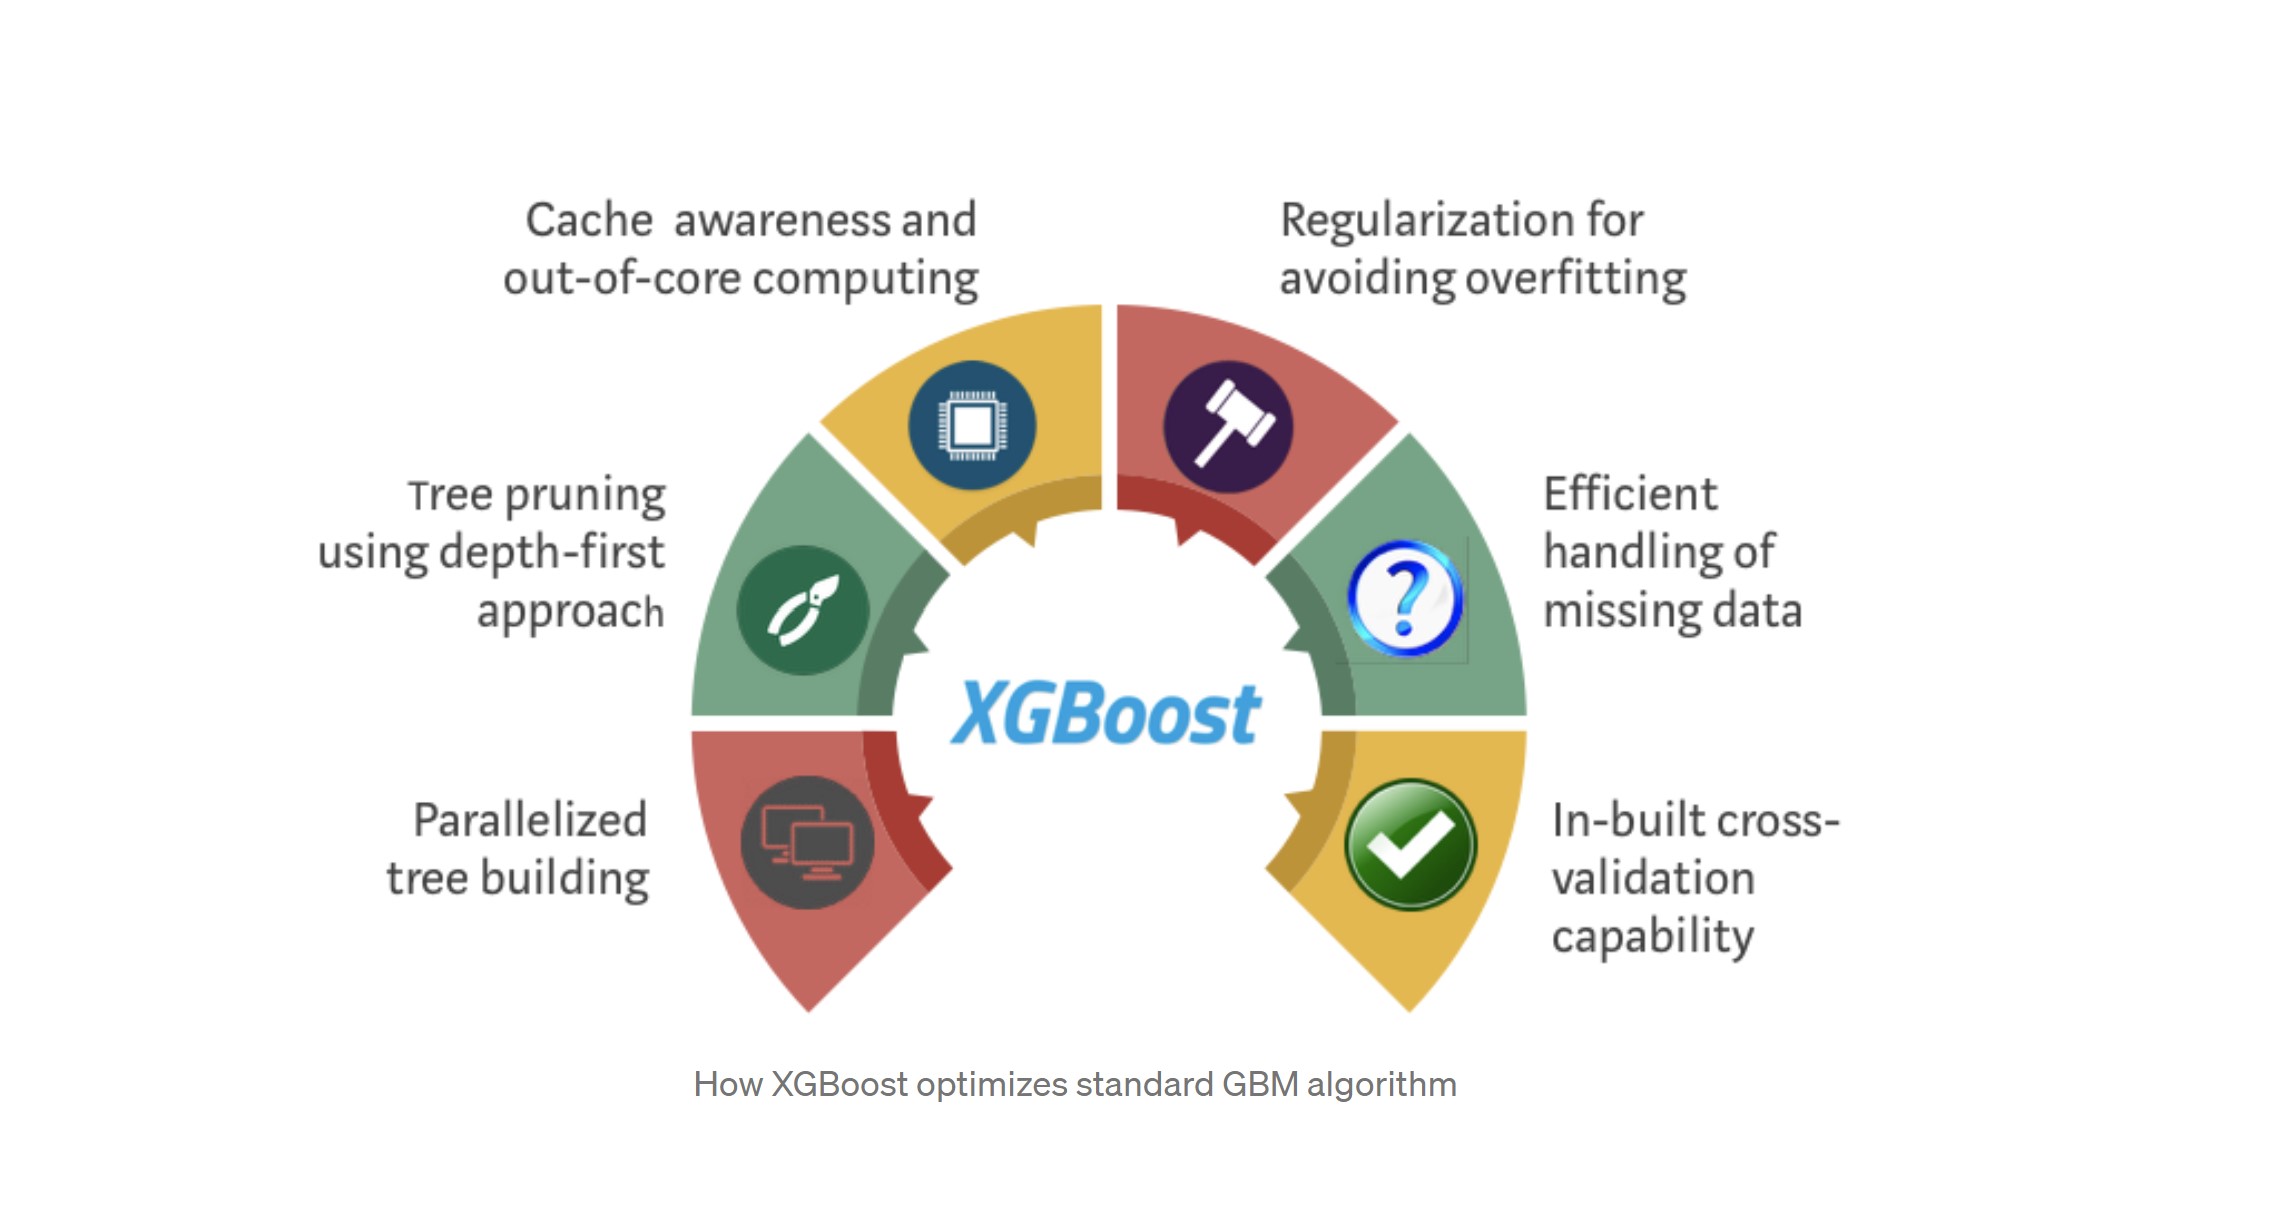 Cache awareness and
out-of-core computing
Regularization for
avoiding overfitting
Tree pruning
using depth-first
approach
Efficient
handling of
missing data
XGBoost
Parallelized
tree building
In-built cross-
validation
capability
How XGBoost optimizes standard GBM algorithm